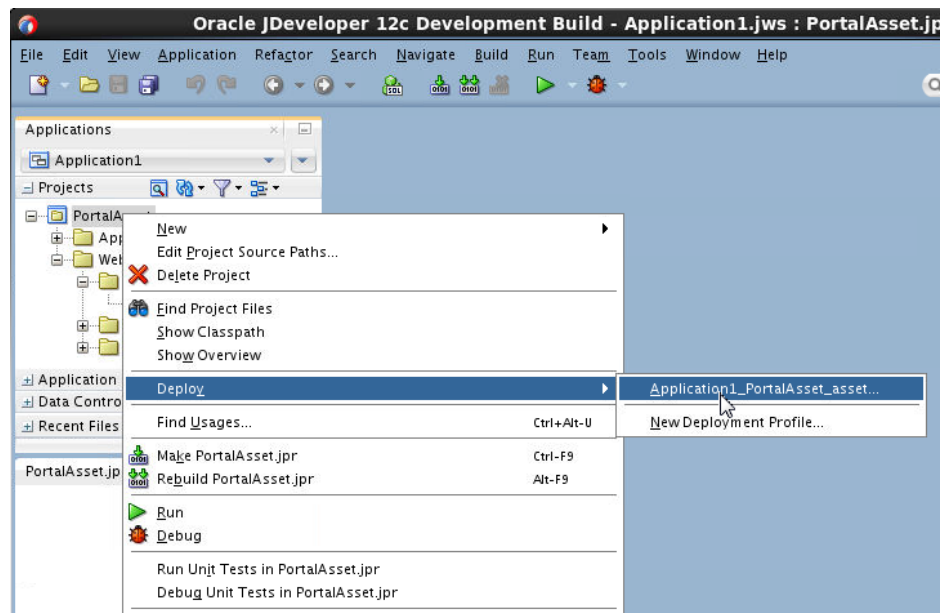 Oracle JDeveloper 12c Development Build - Application1.jws : PortalAsset.jp
File Edit View Application Refactor Search Navigate Build Run Team Tools Window Help
Applications
Application1
Projects
PortalA
App
Web
Application
Data Contro
Recent Files
PortalAsset.jp
New
Edit Project Source Paths...
Delete Project
Find Project Files
Show Classpath
Show Overview
Deploy
Find Usages... Ctrl+Alt-U
Make PortalAsset.jpr Ctrl-F9
Rebuild PortalAsset.jpr Alt-F9
Run
Debug
Run Unit Tests in PortalAsset.jpr
Debug Unit Tests in PortalAsset.jpr
Application1_PortalAsset_asset...
New Deployment Profile...